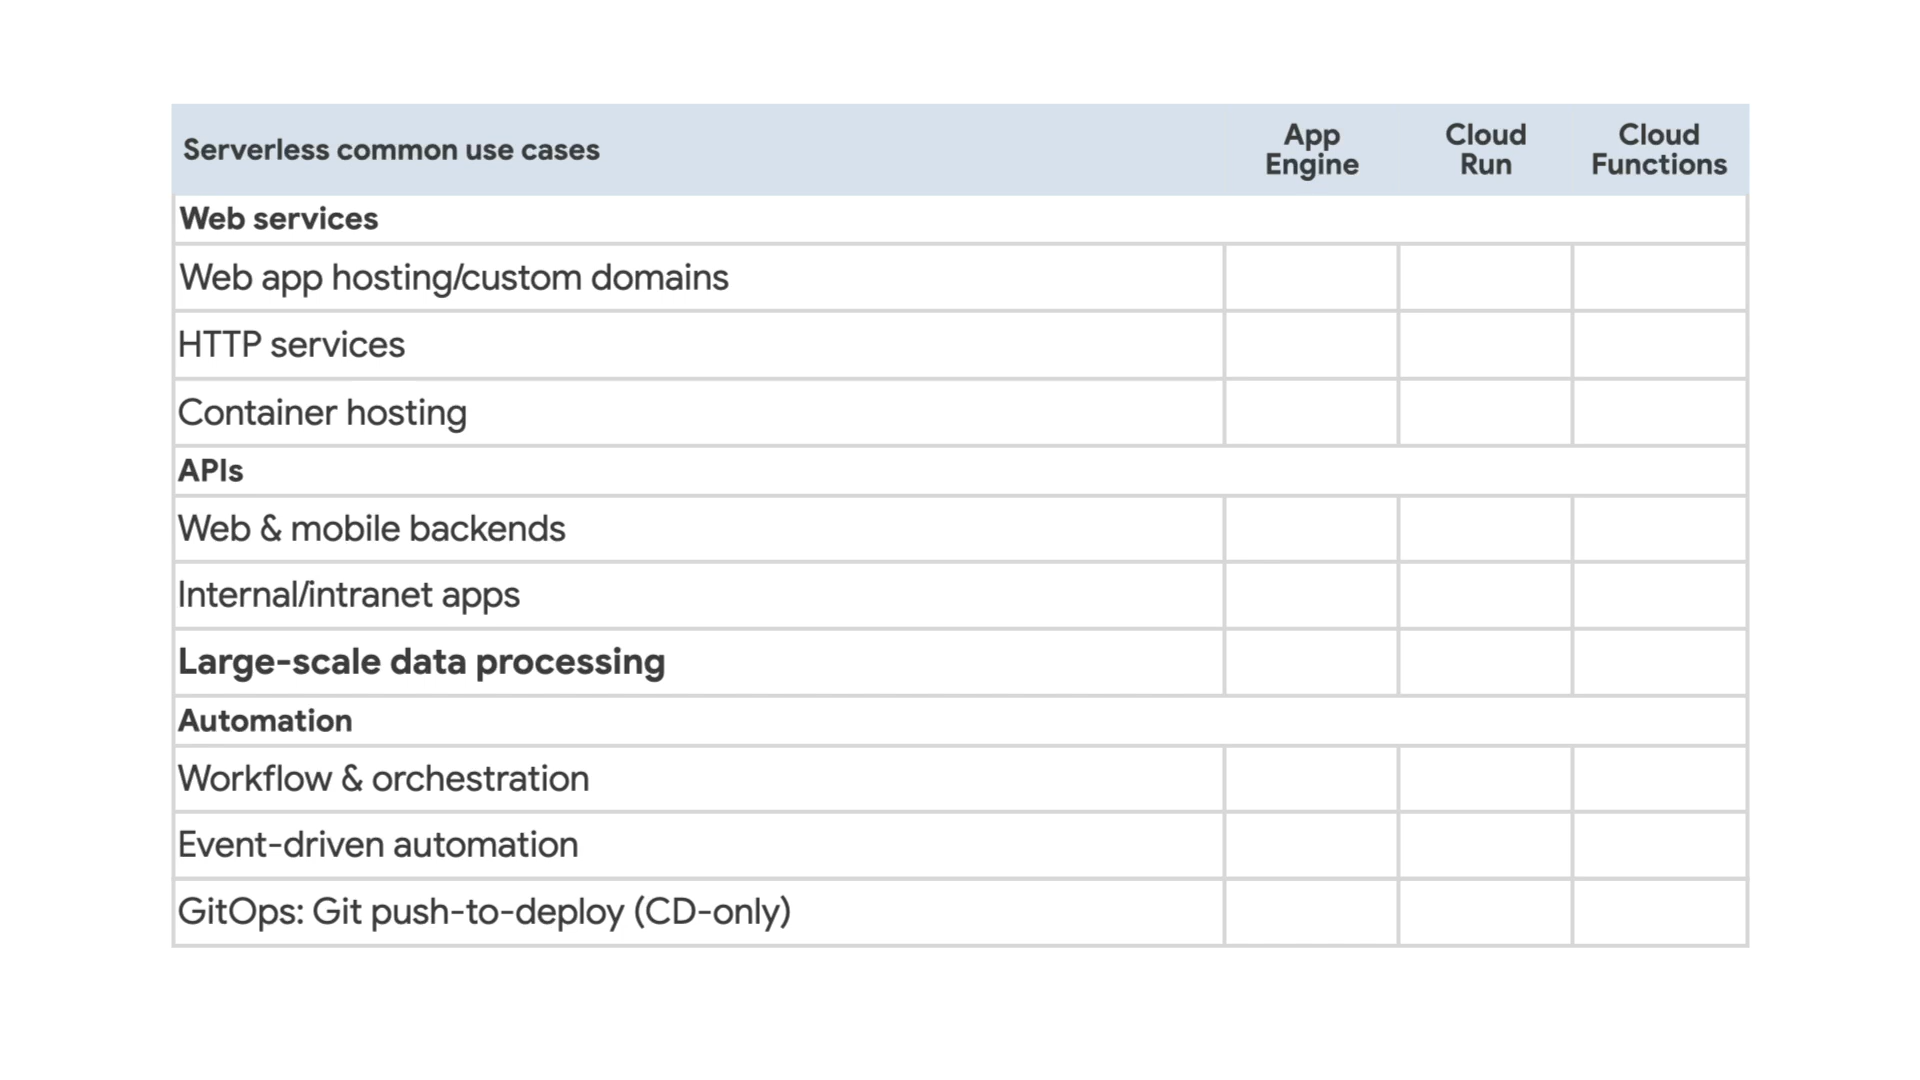 Serverless common use cases
App
Engine
Cloud
Run
Cloud
Functions
Web services
Web app hosting/custom domains
HTTP services
Container hosting
APIs
Web & mobile backends
Internal/intranet apps
Large-scale data processing
Automation
Workflow & orchestration
Event-driven automation
GitOps: Git push-to-deploy (CD-only)